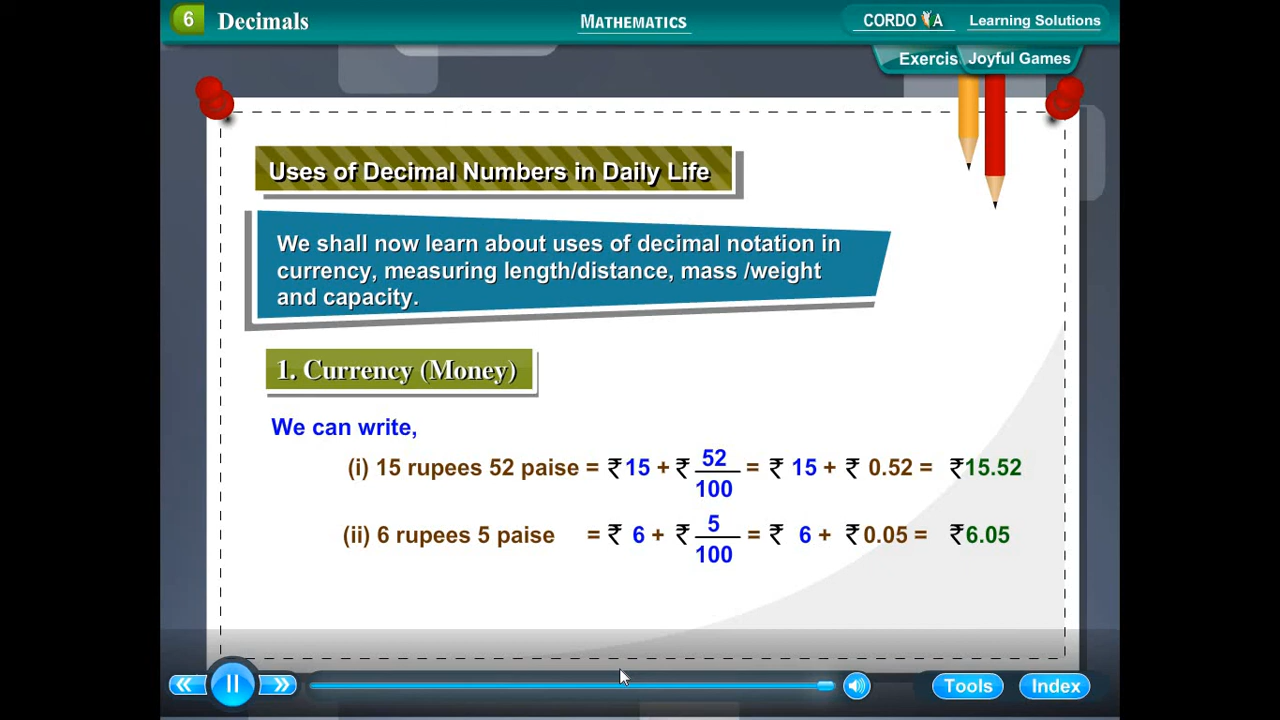 6 Decimals MATHEMATICS CORDOVA Learning Solutions
Exercis Joyful Games
Uses of Decimal Numbers in Daily Life
We shall now learn about uses of decimal notation in
currency, measuring length/distance, mass /weight
and capacity.
1. Currency (Money)
We can write,
(i) 15 rupees 52 paise = ₹ 15 + ₹ 52/100 = ₹ 15 + ₹ 0.52 = ₹15.52
(ii) 6 rupees 5 paise = ₹ 6 + ₹ 5/100 = ₹ 6 + ₹0.05 = ₹6.05
Tools Index